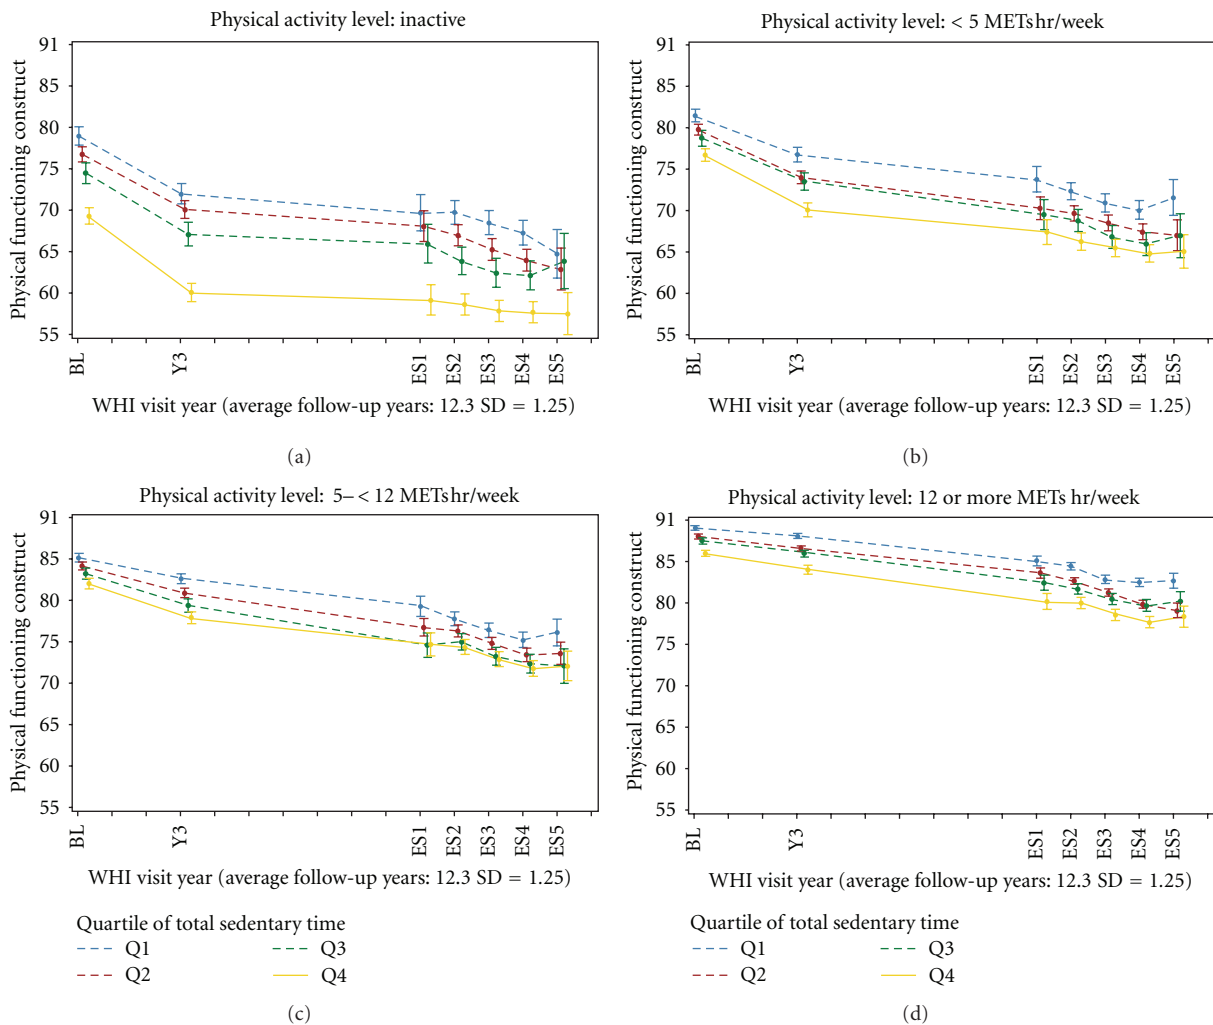 Physical activity level: inactive
91
85
80
75
70
65
60
55
Physical functioning construct
BL
Y3
ES1
ES2
ES3
ES4
ES5
WHI visit year (average follow-up years: 12.3 SD = 1.25)
(a)
Physical activity level: < 5 METshr/week
91
85
80
75
70
65
60
55
Physical functioning construct
BL
Y3
ES1
ES2
ES3
ES4
ES5
WHI visit year (average follow-up years: 12.3 SD = 1.25)
(b)
Physical activity level: 5–< 12 METshr/week
91
85
80
75
70
65
60
55
Physical functioning construct
BL
Y3
ES1
ES2
ES3
ES4
ES5
WHI visit year (average follow-up years: 12.3 SD = 1.25)
Quartile of total sedentary time
Q1
Q2
Q3
Q4
(c)
Physical activity level: 12 or more METs hr/week
91
85
80
75
70
65
60
55
Physical functioning construct
BL
Y3
ES1
ES2
ES3
ES4
ES5
WHI visit year (average follow-up years: 12.3 SD = 1.25)
Quartile of total sedentary time
Q1
Q2
Q3
Q4
(d)